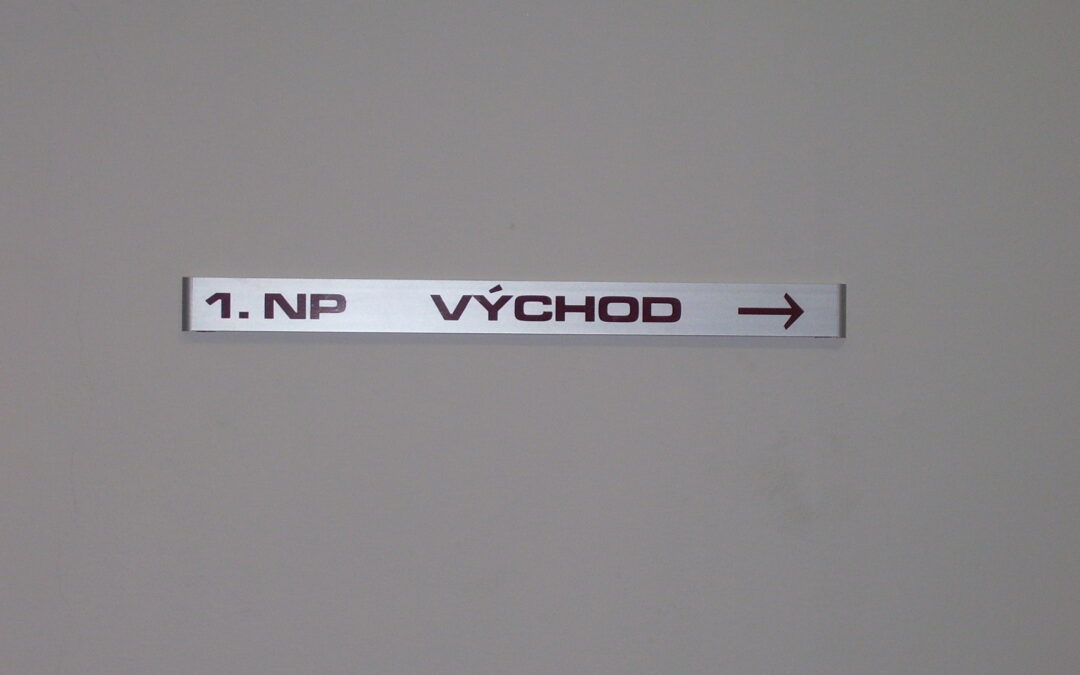 1. NP VÝCHOD →